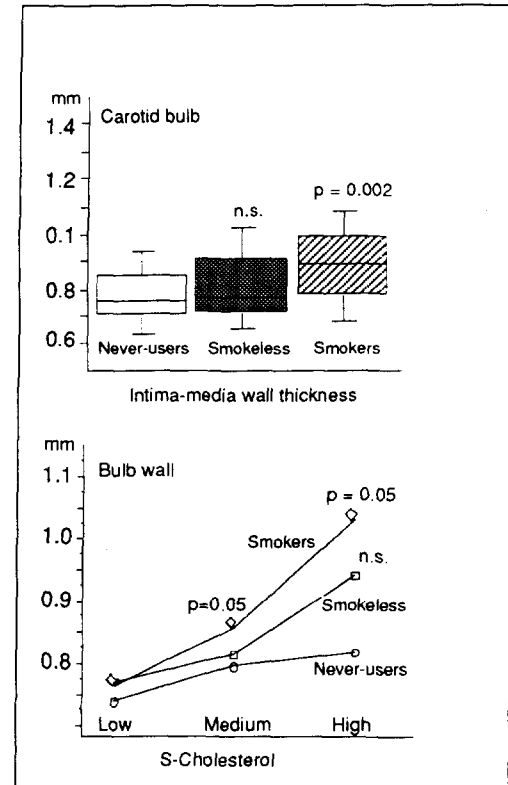 mm
Carotid bulb
1.4
1.2
0.1
0.8
0.6
n.s.
p = 0.002
Never-users Smokeless Smokers
Intima-media wall thickness
mm
Bulb wall
1.1
1.0
0.9
0.8
p = 0.05
Smokers
n.s.
p=0.05
Smokeless
Never-users
Low Medium High
S-Cholesterol